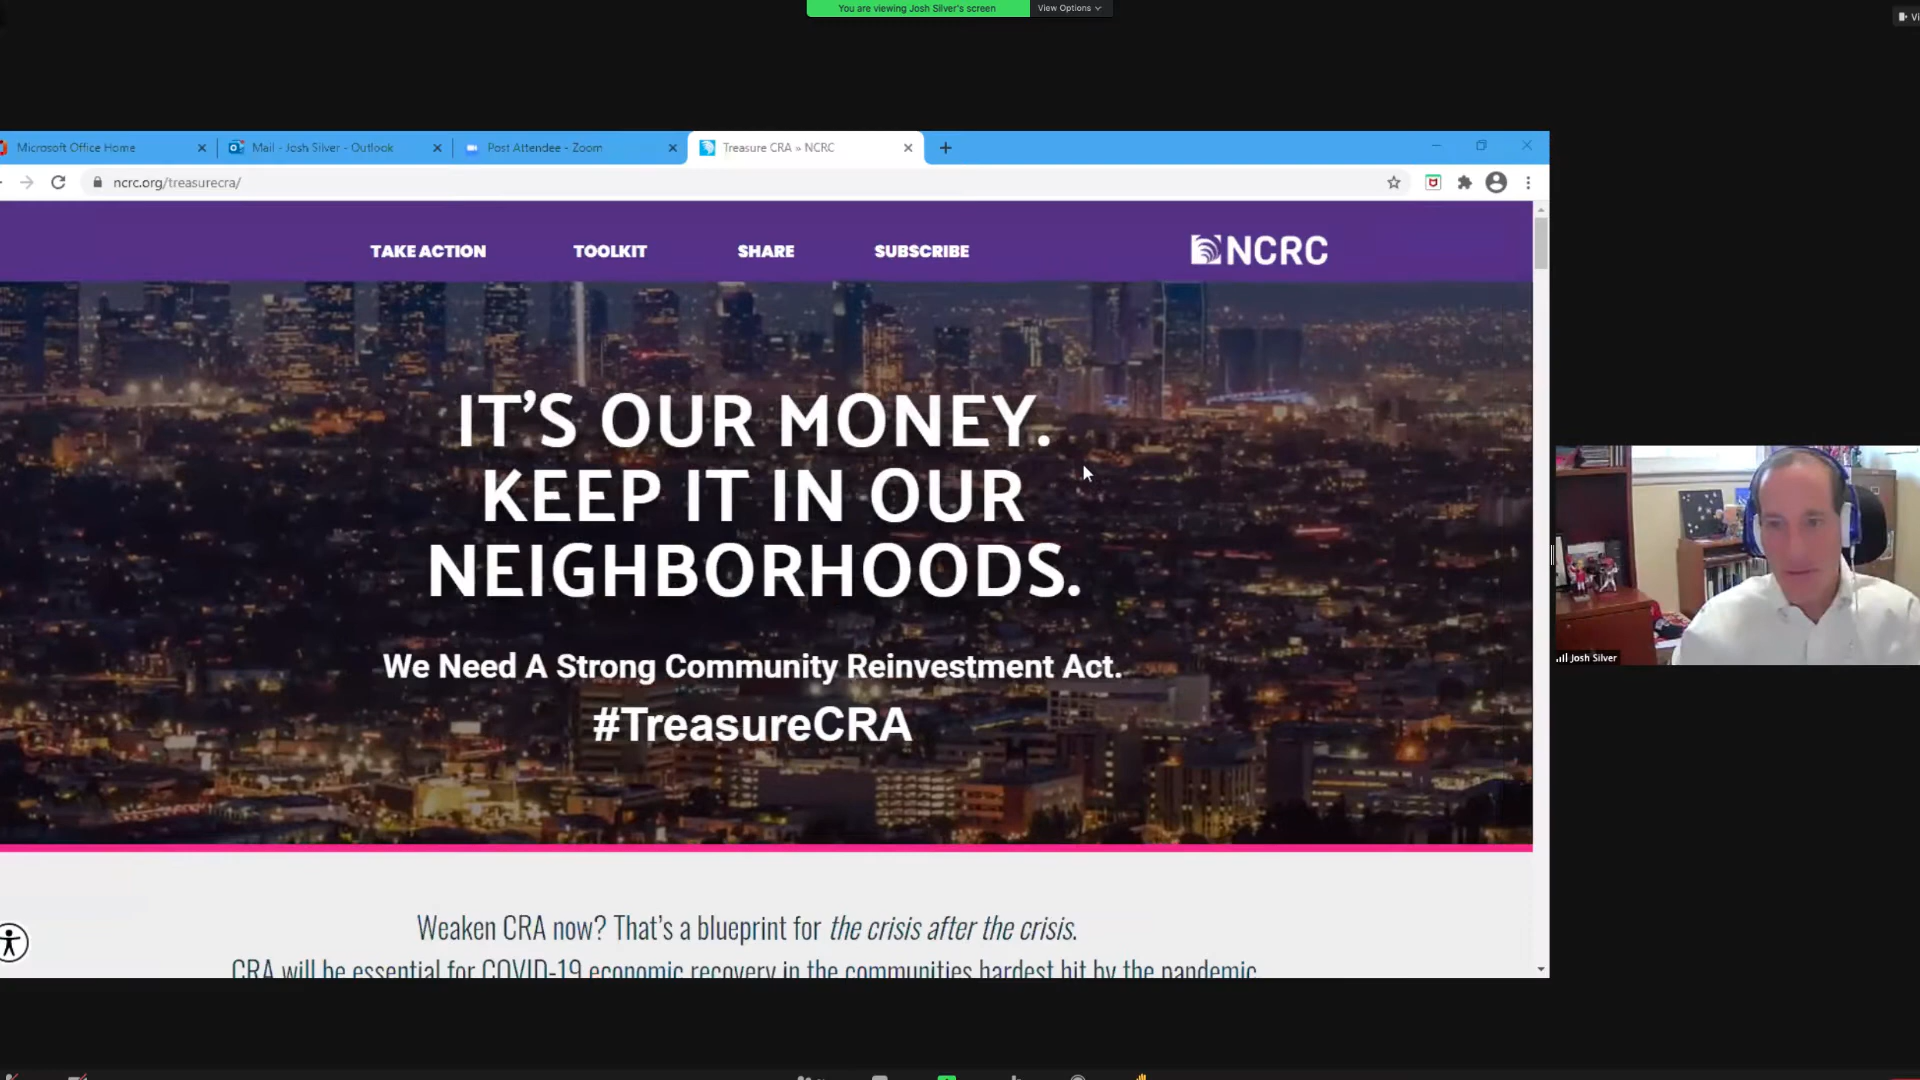 You are viewing Josh Silver's screen
View Options
Vi
Microsoft Office Home
Mail - Josh Silver - Outlook
Post Attendee - Zoom
Treasure CRA » NCRC
ncrc.org/treasurecra/
TAKE ACTION
TOOLKIT
SHARE
SUBSCRIBE
NCRC
IT’S OUR MONEY.
KEEP IT IN OUR
NEIGHBORHOODS.
We Need A Strong Community Reinvestment Act.
#TreasureCRA
Josh Silver
Weaken CRA now? That’s a blueprint for the crisis after the crisis.
CRA will be essential for COVID-19 economic recovery in the communities hardest hit by the pandemic